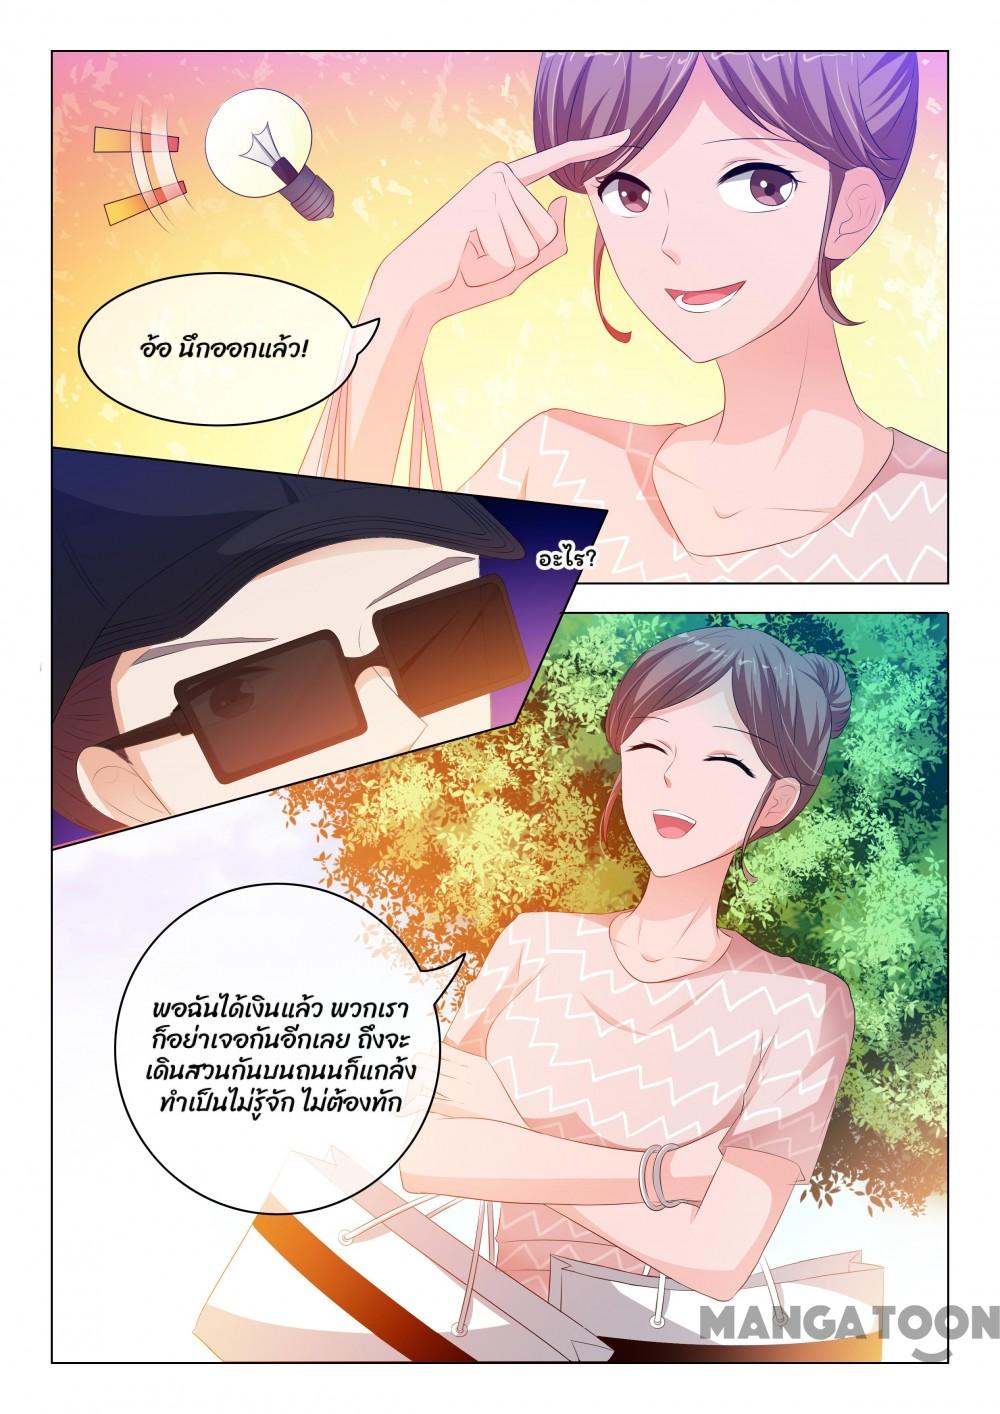 อ้อ นึกออกแล้ว!
อะไร?
พอฉันได้เงินแล้ว พวกเรา
ก็อย่าเจอกันอีกเลย ถึงจะ
เดินสวนกันบนถนนก็แกล้ง
ทำเป็นไม่รู้จัก ไม่ต้องทัก
MANGATOON